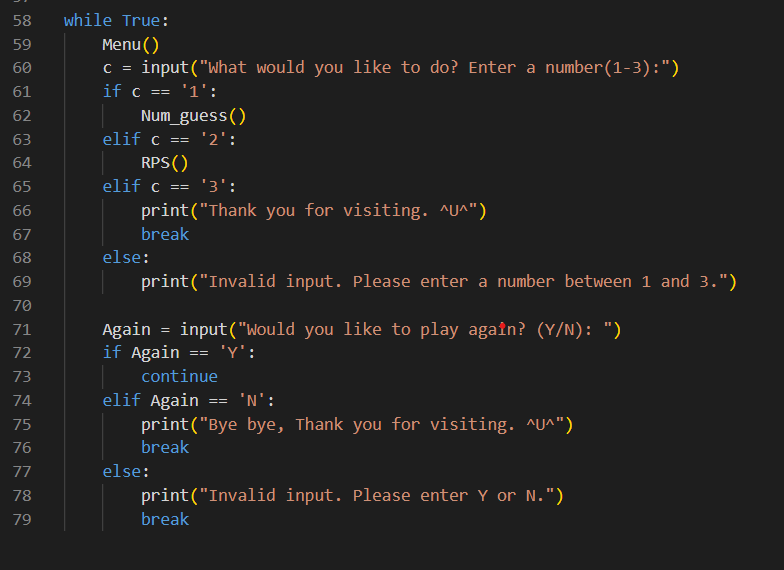 58 while True:
59     Menu()
60     c = input("What would you like to do? Enter a number(1-3):")
61     if c == '1':
62         Num_guess()
63     elif c == '2':
64         RPS()
65     elif c == '3':
66         print("Thank you for visiting. ^U^")
67         break
68     else:
69         print("Invalid input. Please enter a number between 1 and 3.")
70
71     Again = input("Would you like to play again? (Y/N): ")
72     if Again == 'Y':
73         continue
74     elif Again == 'N':
75         print("Bye bye, Thank you for visiting. ^U^")
76         break
77     else:
78         print("Invalid input. Please enter Y or N.")
79         break